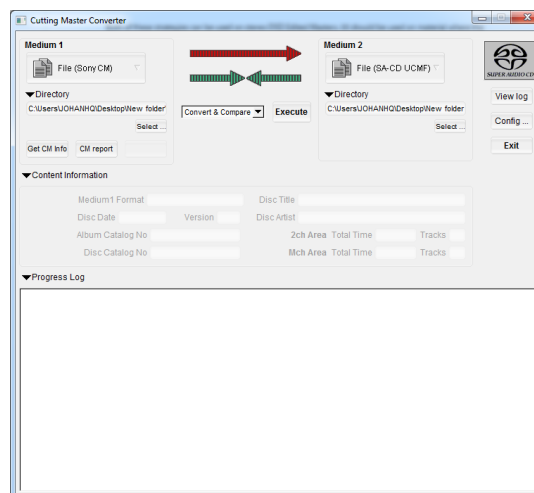 Cutting Master Converter
Medium 1
File (Sony CM)
Directory
C:\Users\JOHANHQ\Desktop\New folder\
Select ...
Get CM Info
CM report
Convert & Compare
Execute
Medium 2
File (SA-CD UCMF)
Directory
C:\Users\JOHANHQ\Desktop\New folder
Select ...
SUPER AUDIO CD
View log
Config ...
Exit
Content Information
Medium1 Format
Disc Title
Disc Date
Version
Disc Artist
Album Catalog No
2ch Area Total Time
Tracks
Disc Catalog No
Mch Area Total Time
Tracks
Progress Log